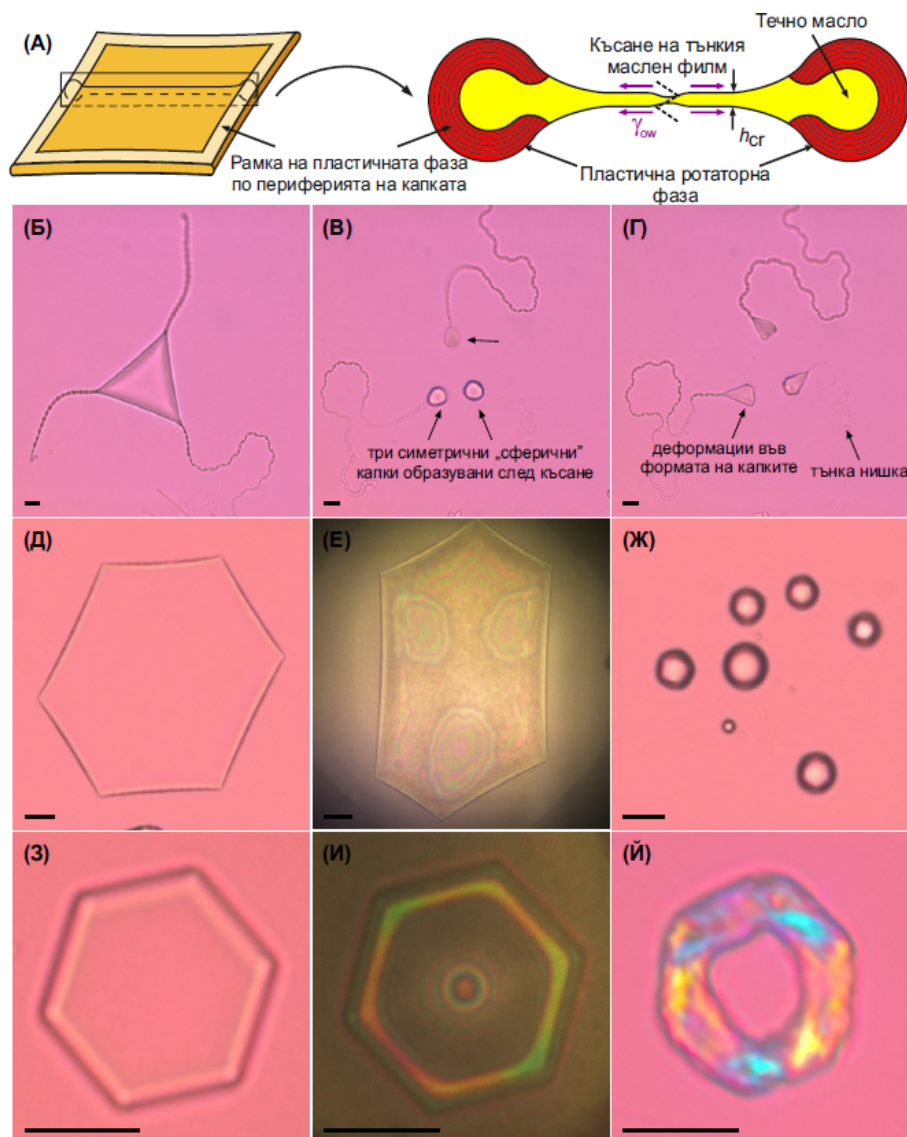 (А)
Рамка на пластичната фаза
по периферията на капката
Късане на тънкия
маслен филм
Течно масло
γow
hcr
Пластична ротаторна
фаза
(Б)
(В)
три симетрични „сферични”
капки образувани след късане
(Г)
деформации във
формата на капките
тънка нишка
(Д)
(Е)
(Ж)
(З)
(И)
(Й)